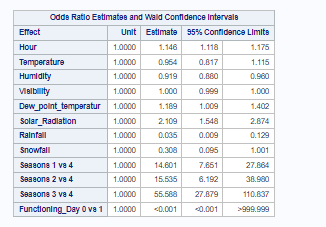 Odds Ratio Estimates and Wald Confidence Intervals
Effect Unit Estimate 95% Confidence Limits
Hour 1.0000 1.146 1.118 1.175
Temperature 1.0000 0.954 0.817 1.115
Humidity 1.0000 0.919 0.880 0.960
Visibility 1.0000 1.000 0.999 1.000
Dew_point_temperatur 1.0000 1.189 1.009 1.402
Solar_Radiation 1.0000 2.109 1.548 2.874
Rainfall 1.0000 0.035 0.009 0.129
Snowfall 1.0000 0.308 0.095 1.001
Seasons 1 vs 4 1.0000 14.601 7.651 27.864
Seasons 2 vs 4 1.0000 15.535 6.192 38.980
Seasons 3 vs 4 1.0000 55.588 27.879 110.837
Functioning_Day 0 vs 1 1.0000 <0.001 <0.001 >999.999